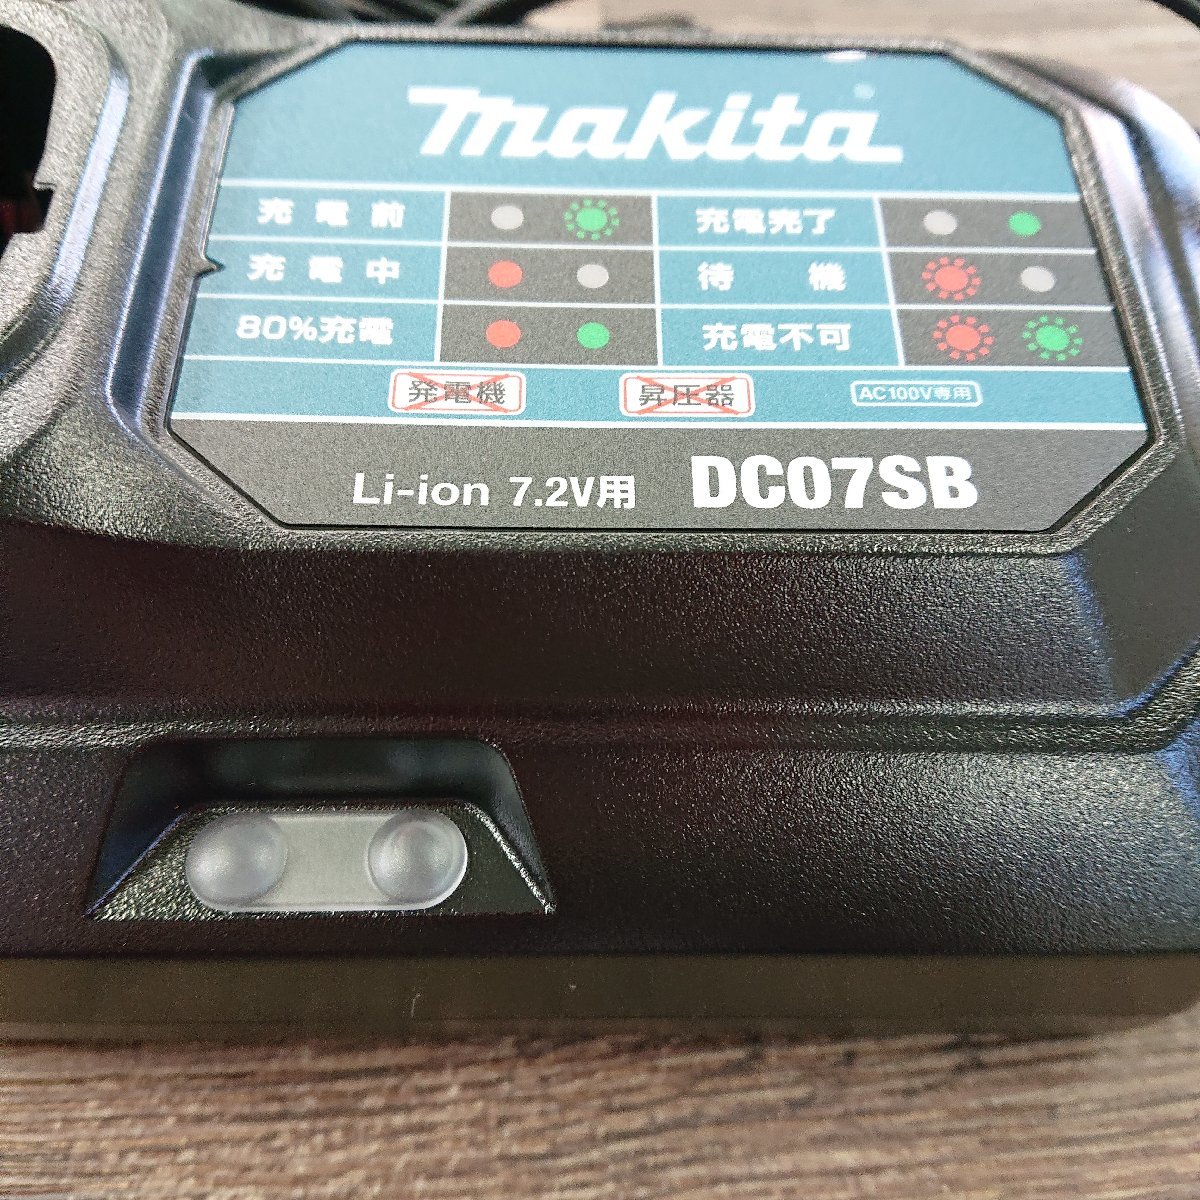 makita
充電前 充電完了
充電中 待機
80%充電 充電不可
発電機 昇圧器 AC100V専用
Li-ion 7.2V用 DC07SB